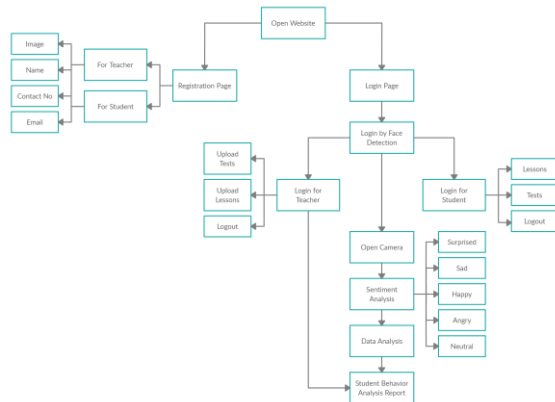 Open Website
Image
Name
Contact No
Email
For Teacher
For Student
Registration Page
Login Page
Login by Face
Detection
Upload
Tests
Upload
Lessons
Logout
Login for
Teacher
Login for
Student
Lessons
Tests
Logout
Open Camera
Sentiment
Analysis
Surprised
Sad
Happy
Angry
Neutral
Data Analysis
Student Behavior
Analysis Report